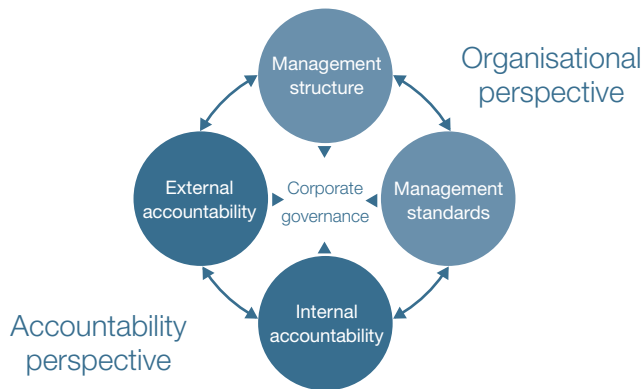 Management
structure
Organisational
perspective
External
accountability
Corporate
governance
Management
standards
Internal
accountability
Accountability
perspective